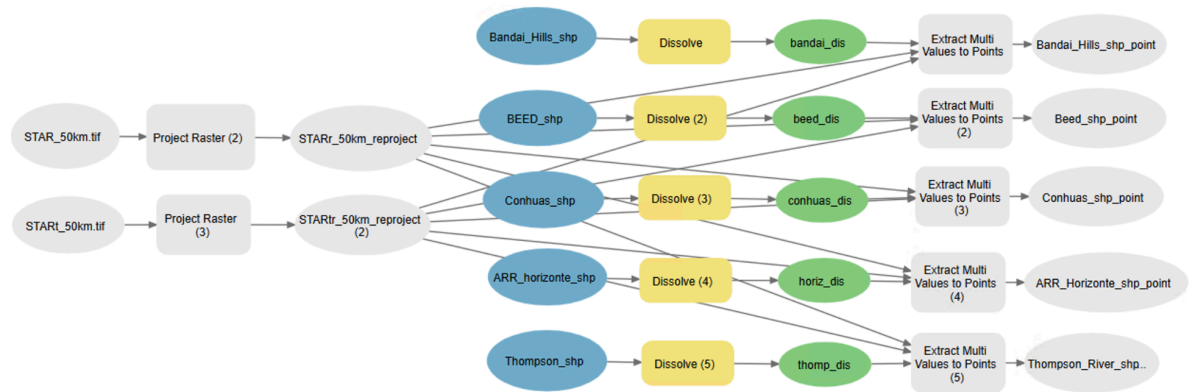 Bandai_Hills_shp
Dissolve
bandai_dis
Extract Multi
Values to Points
Bandai_Hills_shp_point
STAR_50km.tif
Project Raster (2)
STARr_50km_reproject
BEED_shp
Dissolve (2)
beed_dis
Extract Multi
Values to Points
(2)
Beed_shp_point
STARt_50km.tif
Project Raster
(3)
STARtr_50km_reproject
(2)
Conhuas_shp
Dissolve (3)
conhuas_dis
Extract Multi
Values to Points
(3)
Conhuas_shp_point
ARR_horizonte_shp
Dissolve (4)
horiz_dis
Extract Multi
Values to Points
(4)
ARR_Horizonte_shp_point
Thompson_shp
Dissolve (5)
thomp_dis
Extract Multi
Values to Points
(5)
Thompson_River_shp..